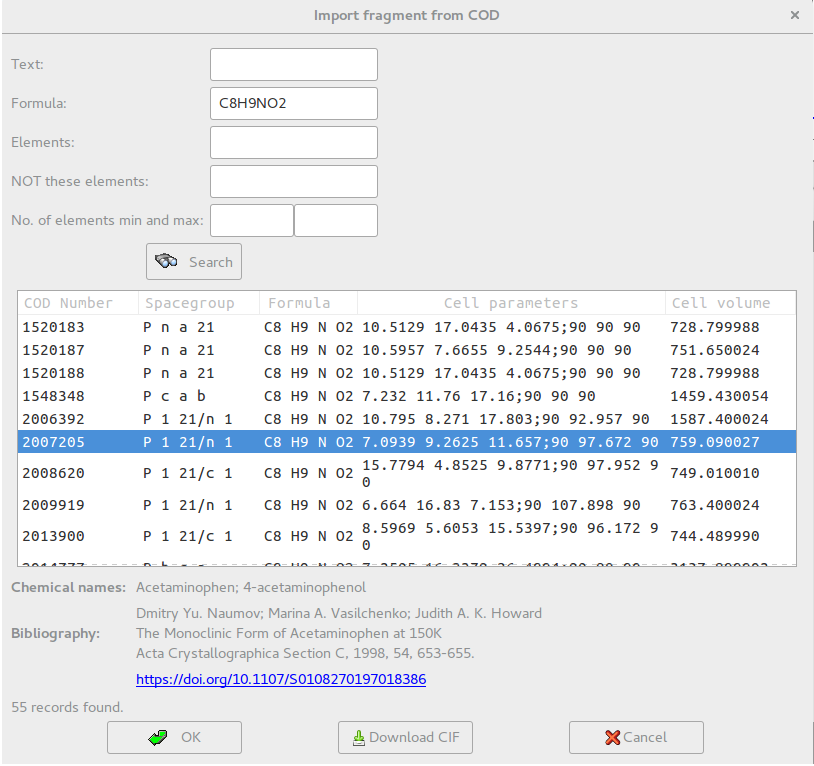 Import fragment from COD ×
Text:
Formula: C8H9NO2
Elements:
NOT these elements:
No. of elements min and max:
Search
COD Number Spacegroup Formula Cell parameters Cell volume
1520183 P n a 21 C8 H9 N O2 10.5129 17.0435 4.0675;90 90 90 728.799988
1520187 P n a 21 C8 H9 N O2 10.5957 7.6655 9.2544;90 90 90 751.650024
1520188 P n a 21 C8 H9 N O2 10.5129 17.0435 4.0675;90 90 90 728.799988
1548348 P c a b C8 H9 N O2 7.232 11.76 17.16;90 90 90 1459.430054
2006392 P 1 21/n 1 C8 H9 N O2 10.795 8.271 17.803;90 92.957 90 1587.400024
2007205 P 1 21/n 1 C8 H9 N O2 7.0939 9.2625 11.657;90 97.672 90 759.090027
2008620 P 1 21/c 1 C8 H9 N O2 15.7794 4.8525 9.8771;90 97.952 9
0 749.010010
2009919 P 1 21/n 1 C8 H9 N O2 6.664 16.83 7.153;90 107.898 90 763.400024
2013900 P 1 21/c 1 C8 H9 N O2 8.5969 5.6053 15.5397;90 96.172 9
0 744.489990
Chemical names: Acetaminophen; 4-acetaminophenol
Dmitry Yu. Naumov; Marina A. Vasilchenko; Judith A. K. Howard
Bibliography: The Monoclinic Form of Acetaminophen at 150K
Acta Crystallographica Section C, 1998, 54, 653-655.
https://doi.org/10.1107/S0108270197018386
55 records found.
OK Download CIF Cancel